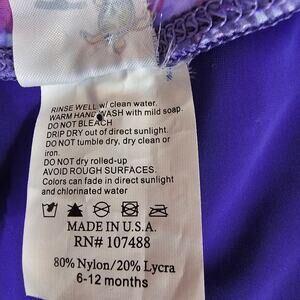 RINSE WELL w/ clean water.
WARM HAND WASH with mild soap.
DO NOT BLEACH
DRIP DRY out of direct sunlight.
DO NOT tumble dry, dry clean or
iron.
DO NOT dry rolled-up
AVOID ROUGH SURFACES.
Colors can fade in direct sunlight
and chlorinated water
MADE IN U.S.A.
RN# 107488
80% Nylon/20% Lycra
6-12 months